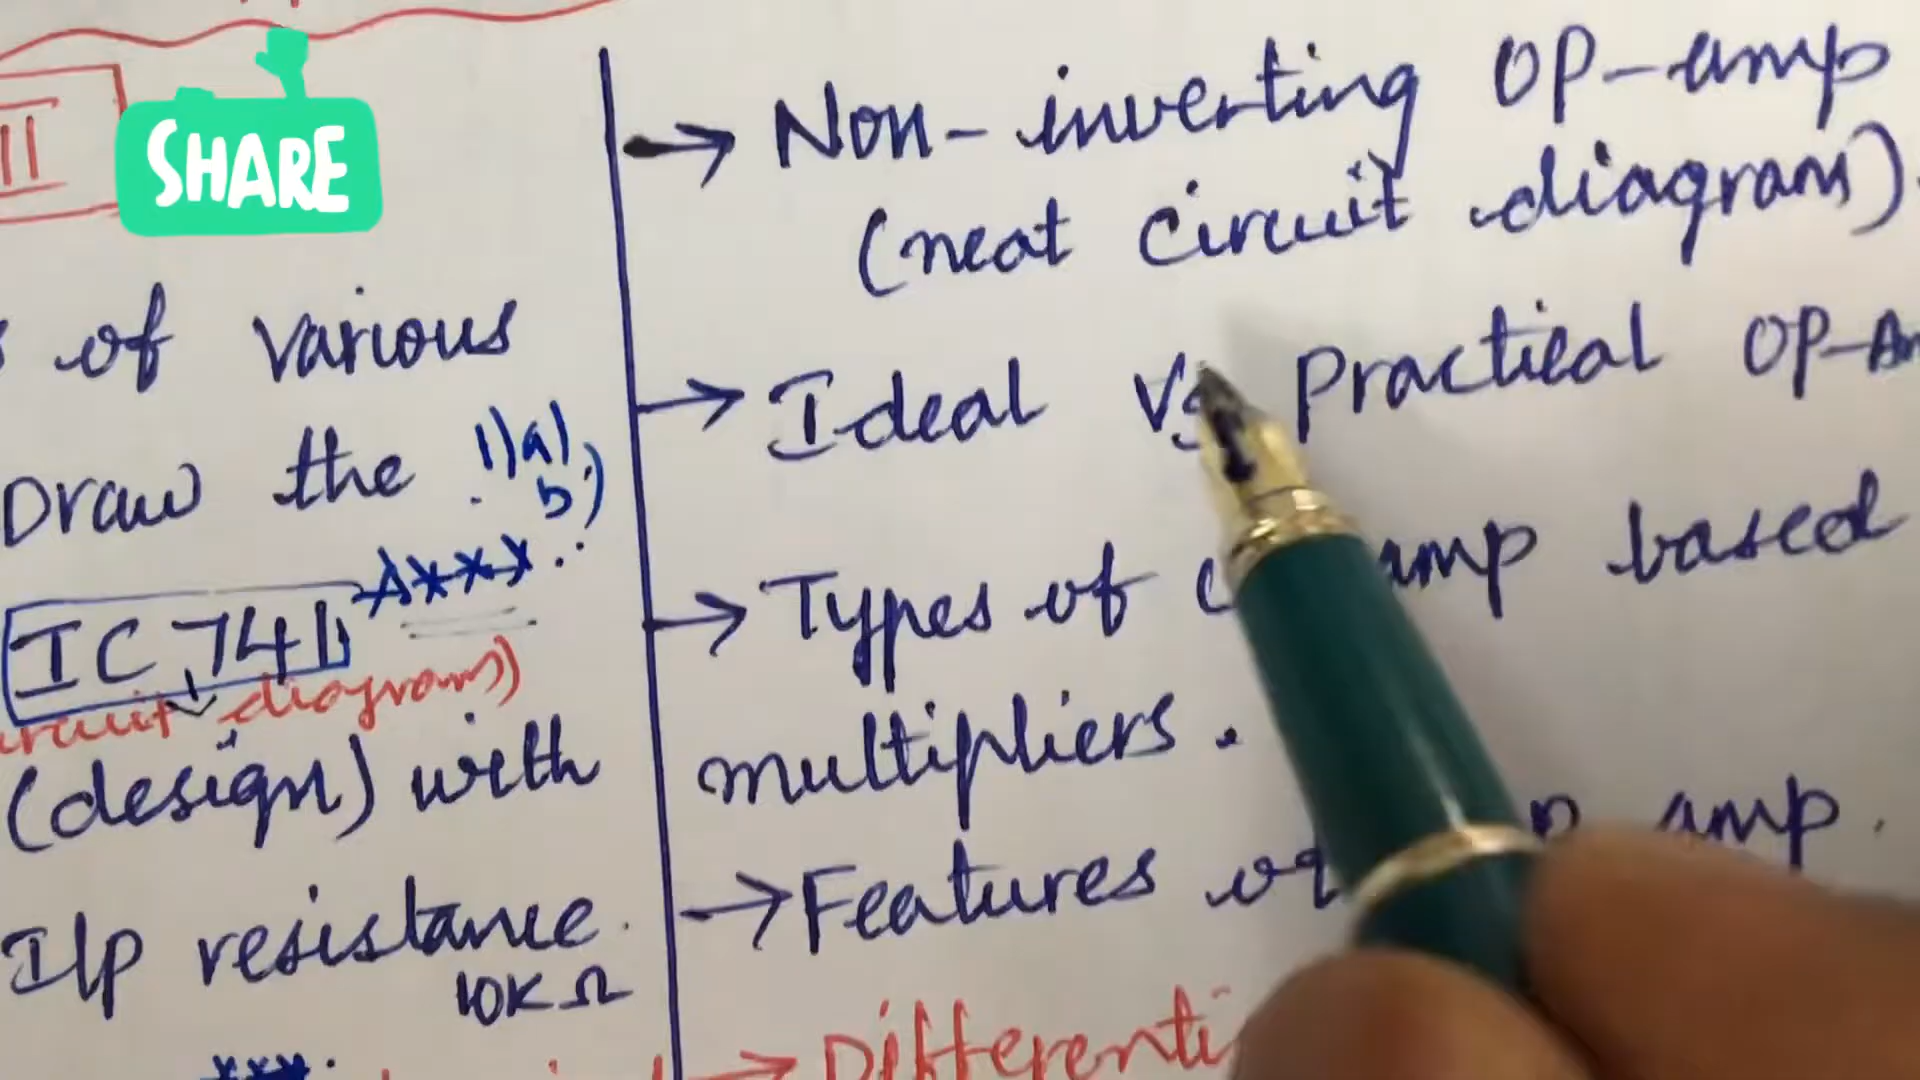 II
SHARE
of various
Draw the 1)a),
b)
IC 741
diagram)
(design) with
I/p resistance.
10KΩ
→ Non-inverting OP-amp
(neat circuit diagram).
→ Ideal Vs Practical OP-Am
→ Types of amp based
multipliers.
→ Features amp.
→ Differenti